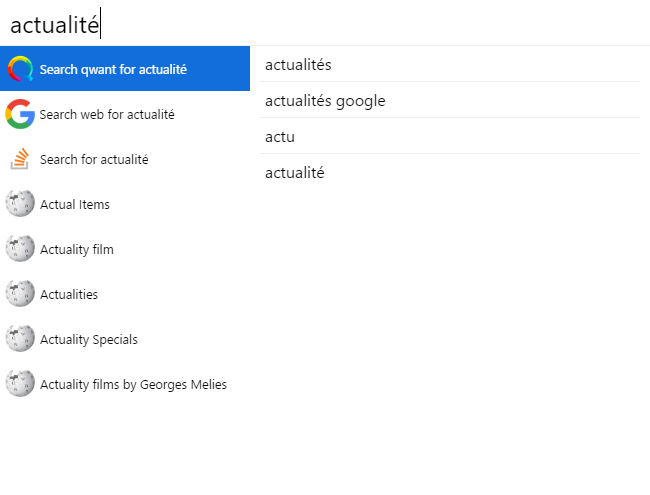 actualité
Search qwant for actualité
Search web for actualité
Search for actualité
Actual Items
Actuality film
Actualities
Actuality Specials
Actuality films by Georges Melies
actualités
actualités google
actu
actualité